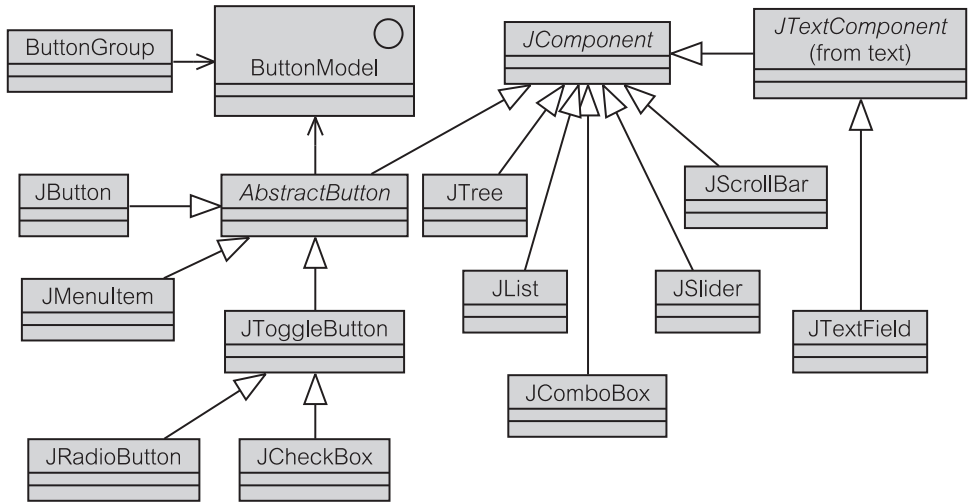 ButtonGroup
ButtonModel
JComponent
JTextComponent
(from text)
JButton
AbstractButton
JTree
JScrollBar
JMenuItem
JList
JSlider
JToggleButton
JTextField
JComboBox
JRadioButton
JCheckBox